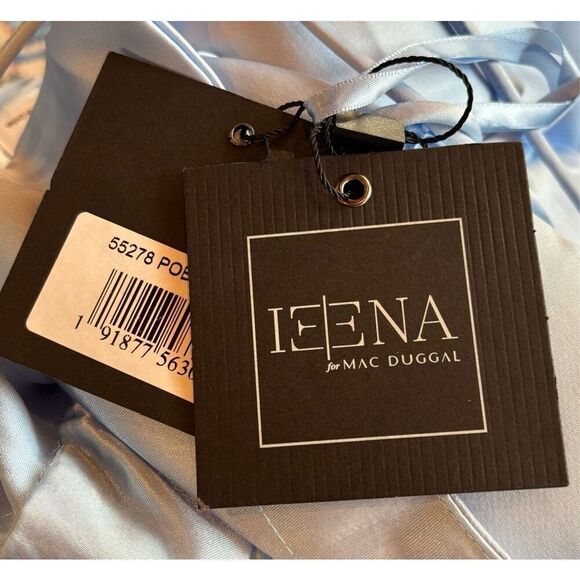 55278 POB
1 91877 5630
IEENA
for MAC DUGGAL